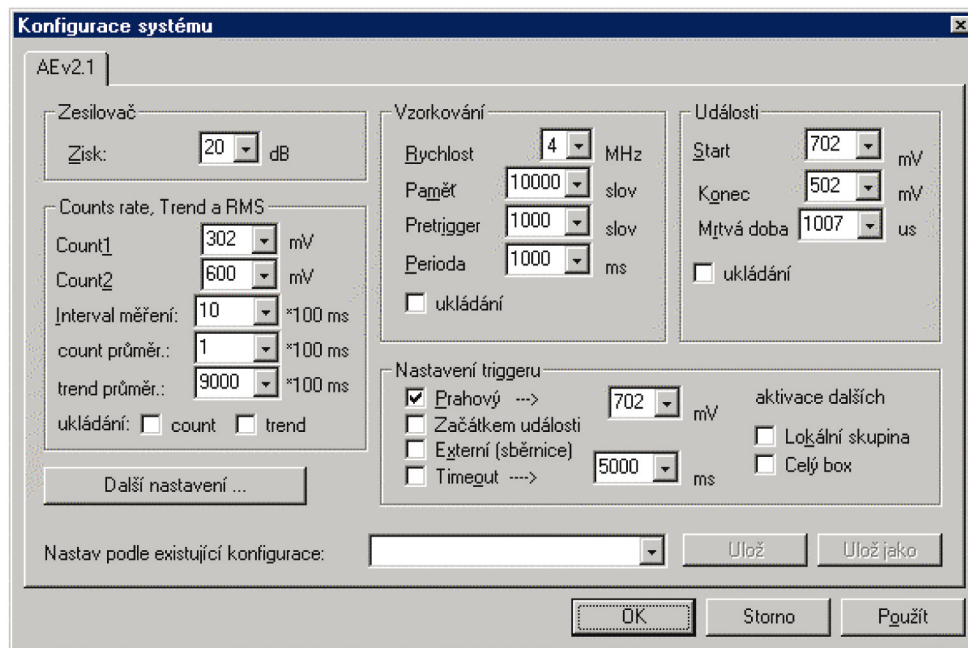 Konfigurace systému
AEv2.1
Zesilovač
Zisk: 20 dB
Counts rate, Trend a RMS
Count1 302 mV
Count2 600 mV
Interval měření: 10 *100 ms
count průměr.: 1 *100 ms
trend průměr.: 9000 *100 ms
ukládání: count trend
Další nastavení ...
Vzorkování
Rychlost 4 MHz
Paměť 10000 slov
Pretrigger 1000 slov
Perioda 1000 ms
ukládání
Události
Start 702 mV
Konec 502 mV
Mrtvá doba 1007 us
ukládání
Nastavení triggeru
Prahový ---> 702 mV
Začátkem události
Externí (sběrnice)
Timeout ----> 5000 ms
aktivace dalších
Lokální skupina
Celý box
Nastav podle existující konfigurace:
Ulož
Ulož jako
OK
Storno
Použít